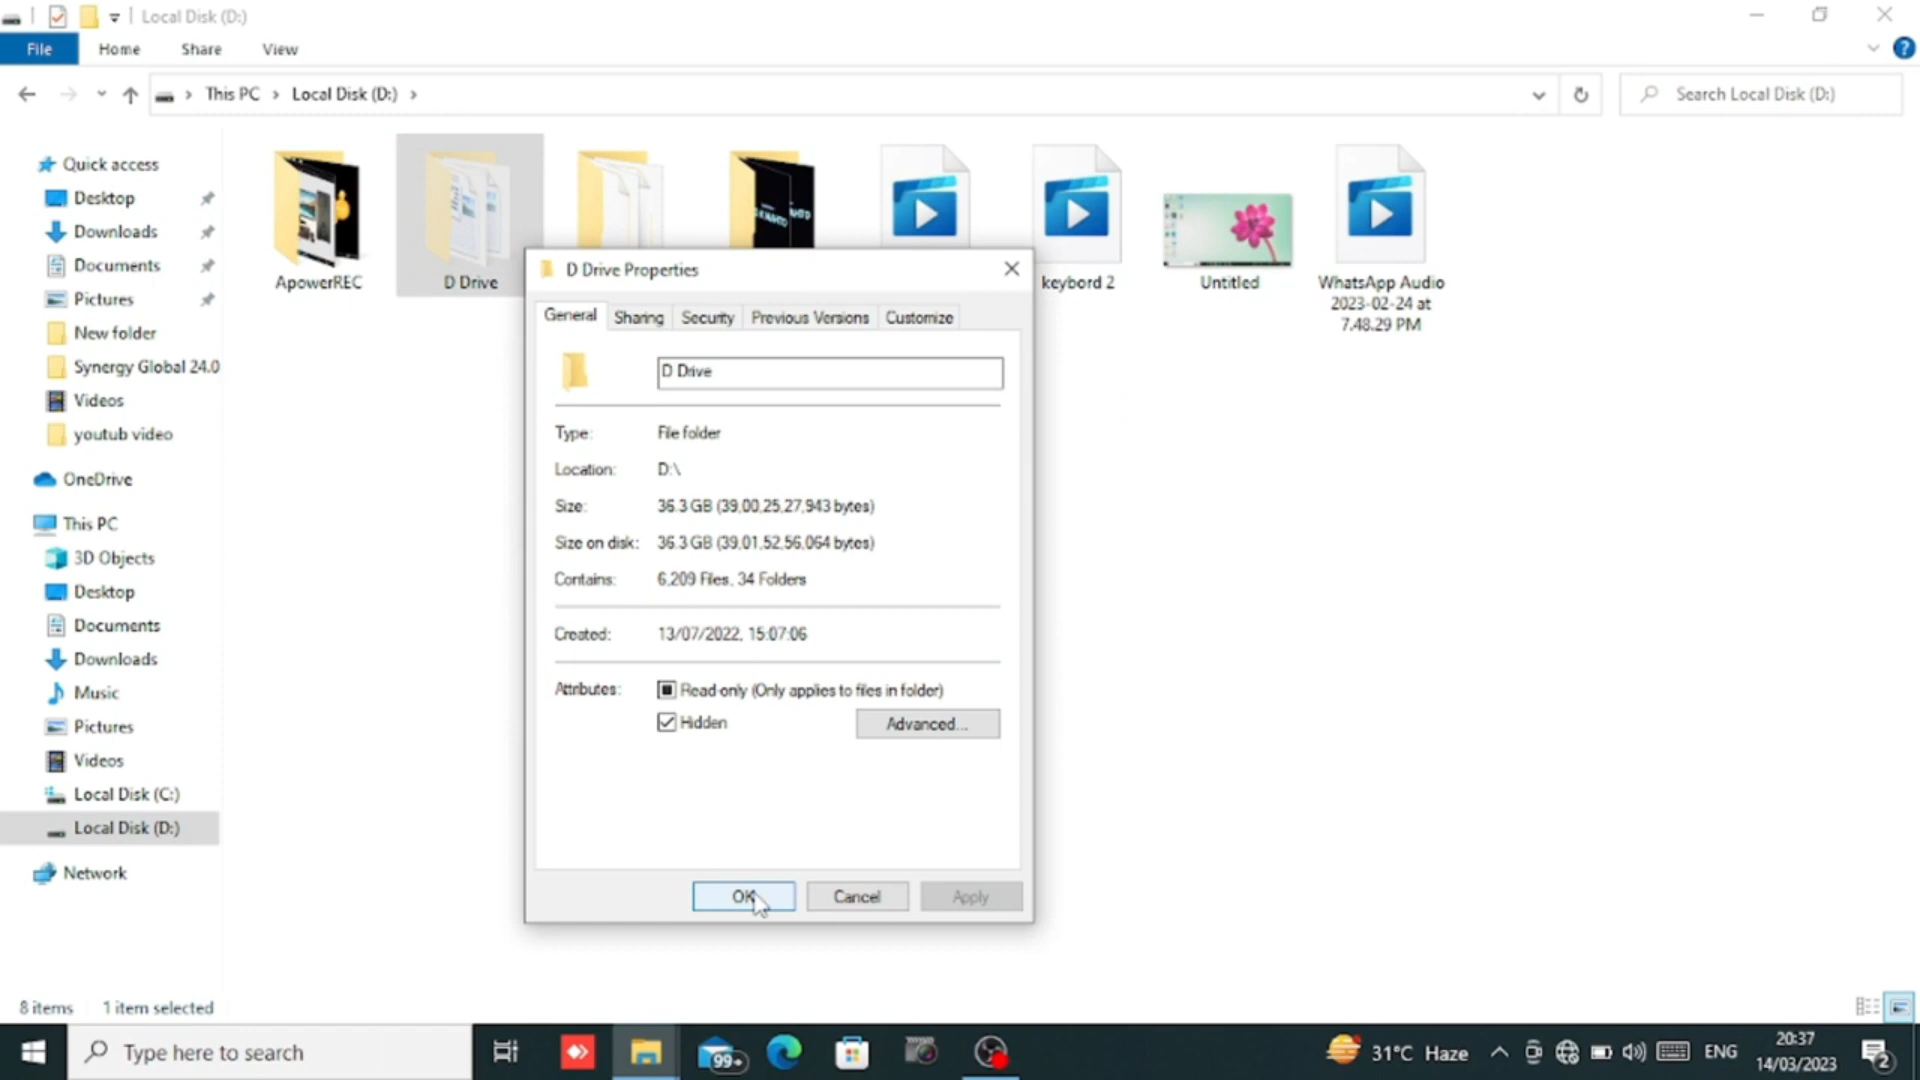 Local Disk (D:)
File Home Share View
This PC › Local Disk (D:) ›
Search Local Disk (D:)
Quick access
Desktop
Downloads
Documents
Pictures
New folder
Synergy Global 24.0
Videos
youtub video
OneDrive
This PC
3D Objects
Desktop
Documents
Downloads
Music
Pictures
Videos
Local Disk (C:)
Local Disk (D:)
Network
ApowerREC
D Drive
keybord 2
Untitled
WhatsApp Audio
2023-02-24 at
7.48.29 PM
D Drive Properties
General Sharing Security Previous Versions Customize
D Drive
Type: File folder
Location: D:\
Size: 36.3 GB (39,00,25,27,943 bytes)
Size on disk: 36.3 GB (39,01,52,56,064 bytes)
Contains: 6,209 Files, 34 Folders
Created: 13/07/2022, 15:07:06
Attributes: Read-only (Only applies to files in folder)
Hidden Advanced...
OK Cancel Apply
8 items 1 item selected
Type here to search
99+
31°C Haze
ENG
20:37
14/03/2023
2